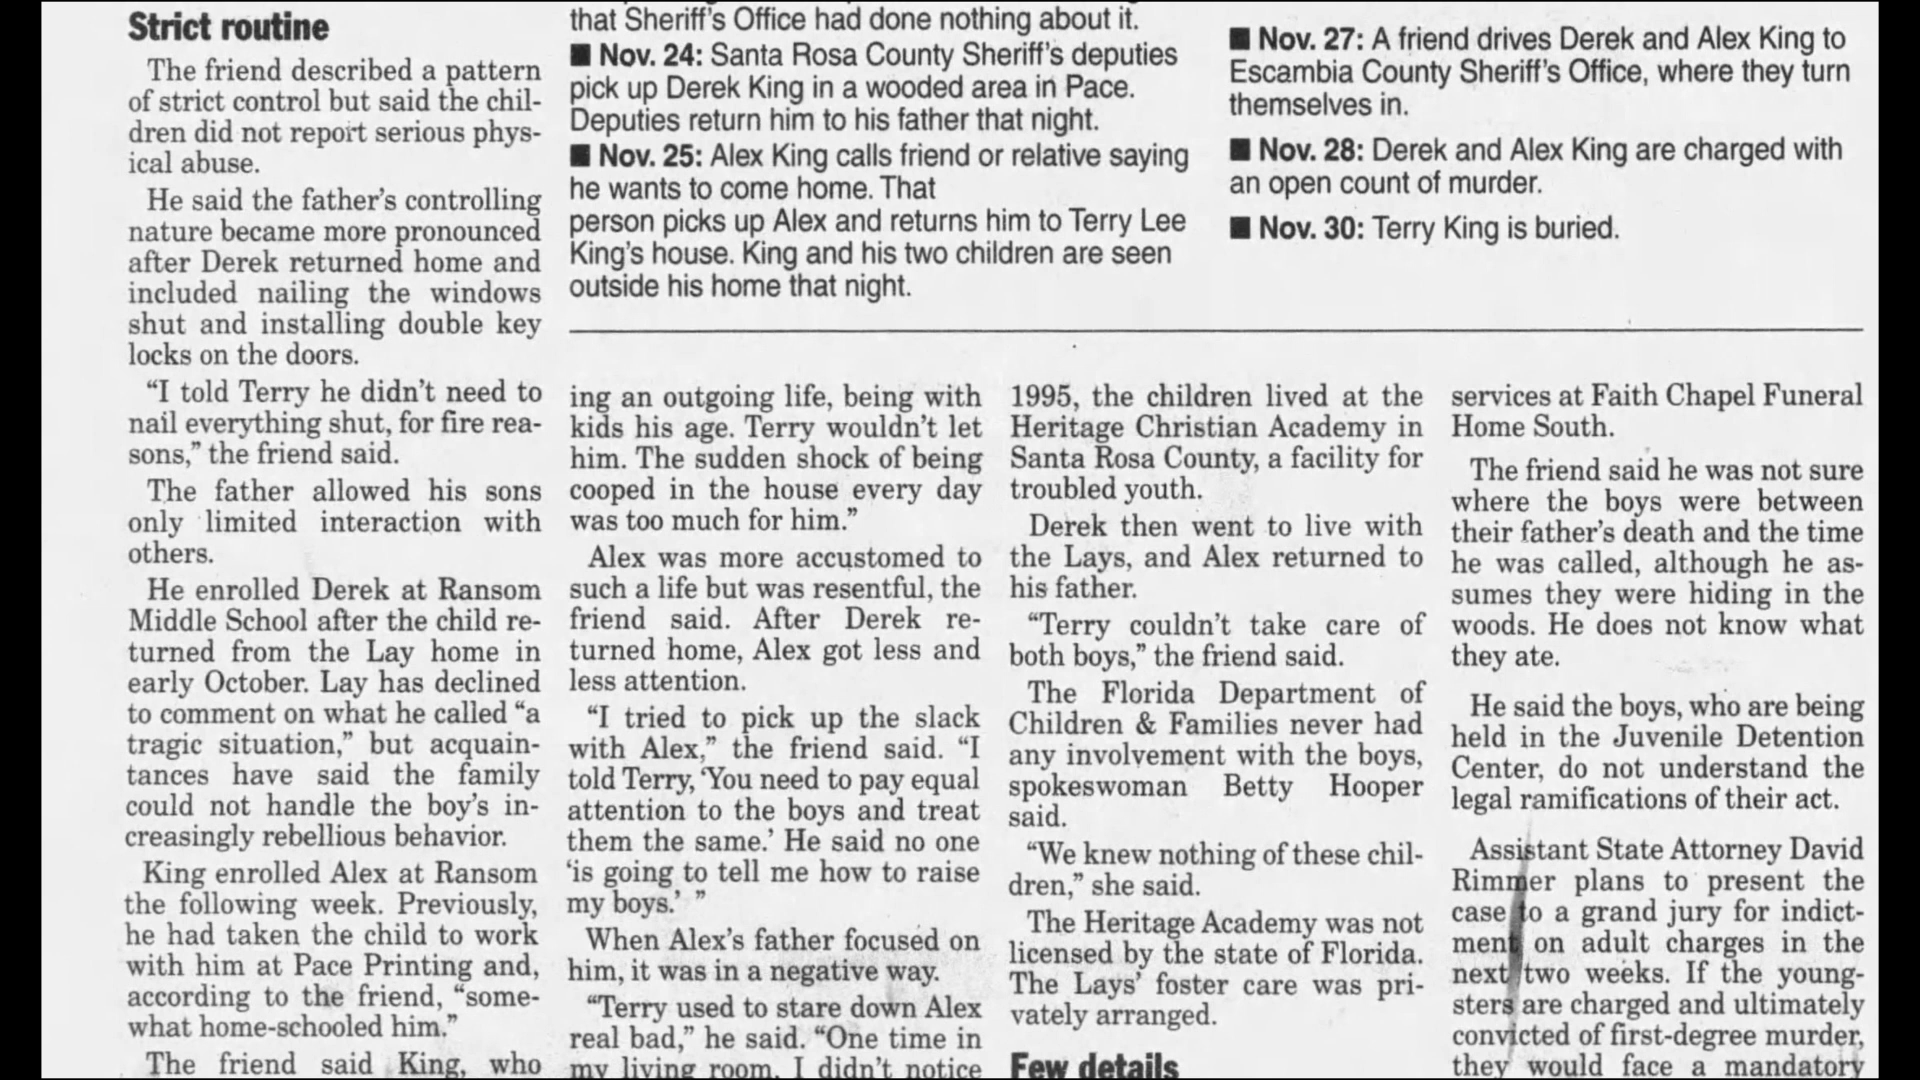 Strict routine
The friend described a pattern
of strict control but said the chil-
dren did not report serious phys-
ical abuse.
He said the father's controlling
nature became more pronounced
after Derek returned home and
included nailing the windows
shut and installing double key
locks on the doors.
“I told Terry he didn't need to
nail everything shut, for fire rea-
sons,” the friend said.
The father allowed his sons
only limited interaction with
others.
He enrolled Derek at Ransom
Middle School after the child re-
turned from the Lay home in
early October. Lay has declined
to comment on what he called “a
tragic situation,” but acquain-
tances have said the family
could not handle the boy's in-
creasingly rebellious behavior.
King enrolled Alex at Ransom
the following week. Previously,
he had taken the child to work
with him at Pace Printing and,
according to the friend, “some-
what home-schooled him.”
The friend said King, who
that Sheriff's Office had done nothing about it.
■ Nov. 24: Santa Rosa County Sheriff's deputies
pick up Derek King in a wooded area in Pace.
Deputies return him to his father that night.
■ Nov. 25: Alex King calls friend or relative saying
he wants to come home. That
person picks up Alex and returns him to Terry Lee
King's house. King and his two children are seen
outside his home that night.
■ Nov. 27: A friend drives Derek and Alex King to
Escambia County Sheriff's Office, where they turn
themselves in.
■ Nov. 28: Derek and Alex King are charged with
an open count of murder.
■ Nov. 30: Terry King is buried.
ing an outgoing life, being with
kids his age. Terry wouldn't let
him. The sudden shock of being
cooped in the house every day
was too much for him.”
Alex was more accustomed to
such a life but was resentful, the
friend said. After Derek re-
turned home, Alex got less and
less attention.
“I tried to pick up the slack
with Alex,” the friend said. “I
told Terry, ‘You need to pay equal
attention to the boys and treat
them the same.’ He said no one
‘is going to tell me how to raise
my boys.’ ”
When Alex's father focused on
him, it was in a negative way.
“Terry used to stare down Alex
real bad,” he said. “One time in
my living room, I didn't notice
1995, the children lived at the
Heritage Christian Academy in
Santa Rosa County, a facility for
troubled youth.
Derek then went to live with
the Lays, and Alex returned to
his father.
“Terry couldn't take care of
both boys,” the friend said.
The Florida Department of
Children & Families never had
any involvement with the boys,
spokeswoman Betty Hooper
said.
“We knew nothing of these chil-
dren,” she said.
The Heritage Academy was not
licensed by the state of Florida.
The Lays' foster care was pri-
vately arranged.
Few details
services at Faith Chapel Funeral
Home South.
The friend said he was not sure
where the boys were between
their father's death and the time
he was called, although he as-
sumes they were hiding in the
woods. He does not know what
they ate.
He said the boys, who are being
held in the Juvenile Detention
Center, do not understand the
legal ramifications of their act.
Assistant State Attorney David
Rimmer plans to present the
case to a grand jury for indict-
ment on adult charges in the
next two weeks. If the young-
sters are charged and ultimately
convicted of first-degree murder,
they would face a mandatory